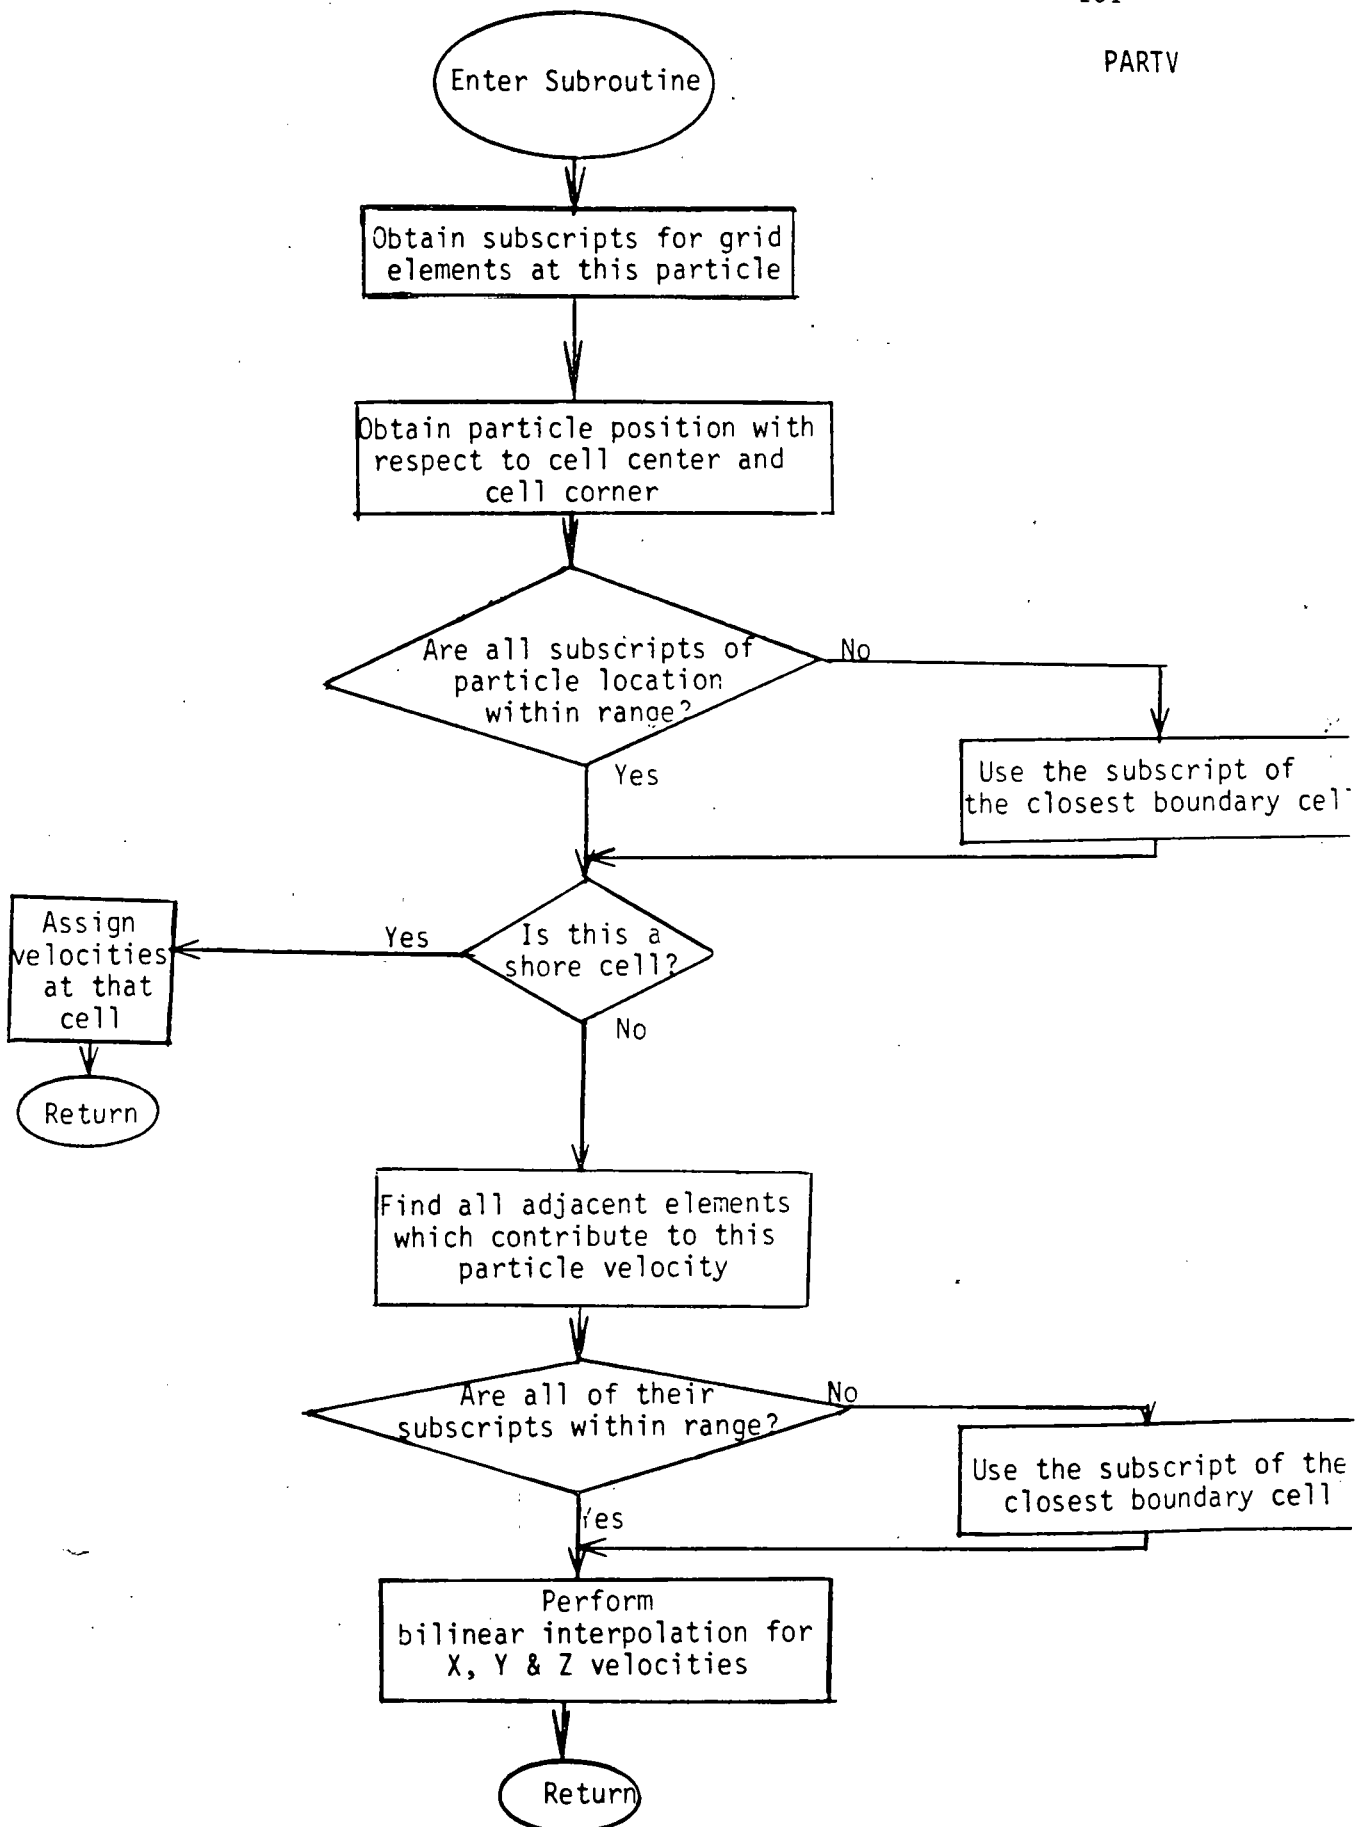 PARTV
Enter Subroutine
Obtain subscripts for grid
elements at this particle
Obtain particle position with
respect to cell center and
cell corner
Are all subscripts of
particle location
within range?
No
Yes
Use the subscript of
the closest boundary cell
Is this a
shore cell?
Yes
No
Assign
velocities
at that
cell
Return
Find all adjacent elements
which contribute to this
particle velocity
Are all of their
subscripts within range?
No
Yes
Use the subscript of the
closest boundary cell
Perform
bilinear interpolation for
X, Y & Z velocities
Return